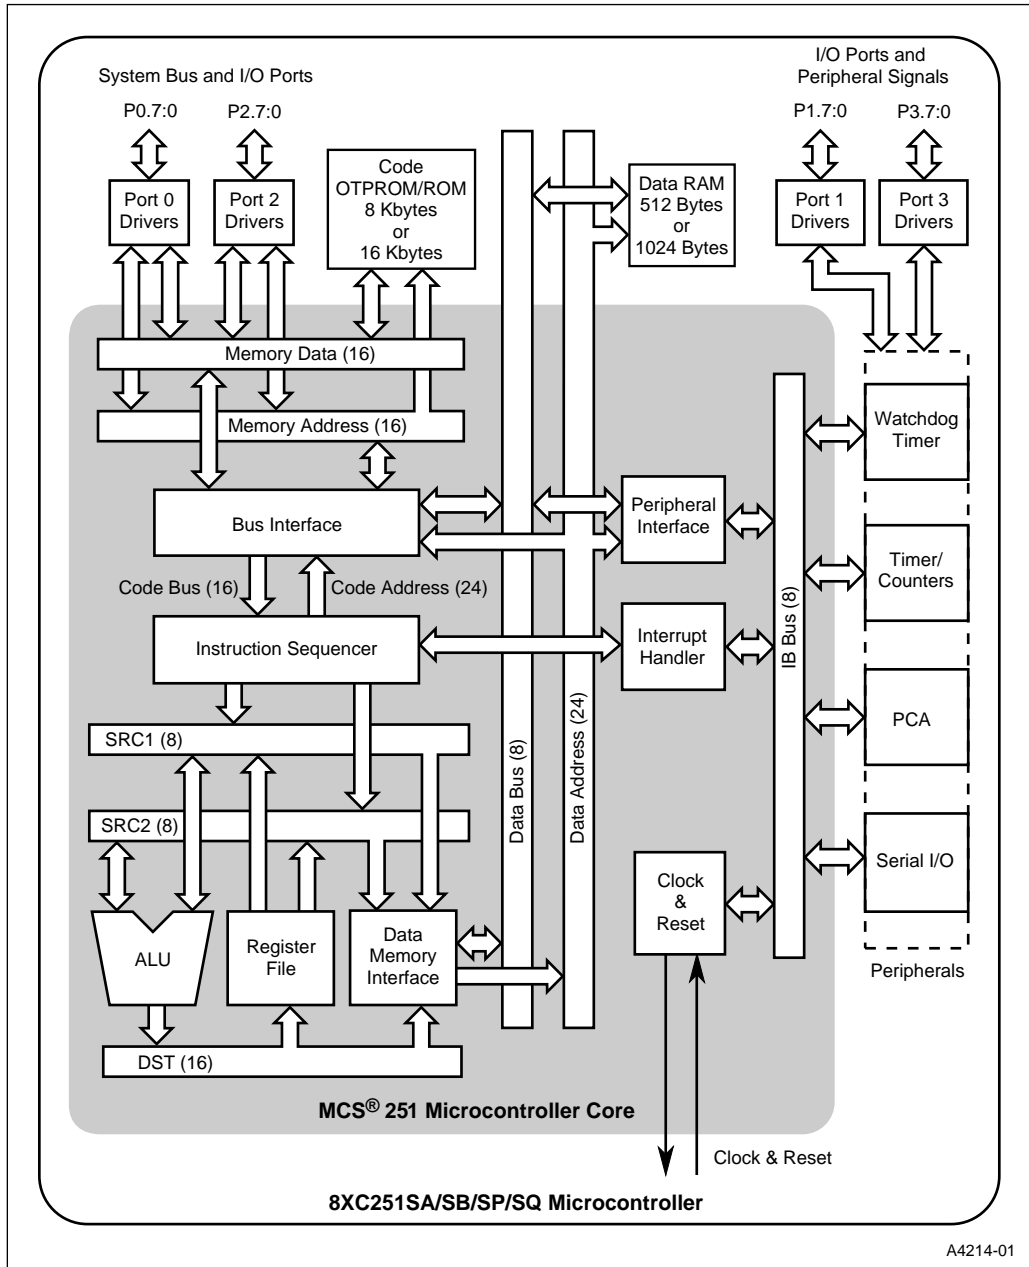 System Bus and I/O Ports
I/O Ports and
Peripheral Signals
P0.7:0
P2.7:0
P1.7:0
P3.7:0
Port 0
Drivers
Port 2
Drivers
Code
OTPROM/ROM
8 Kbytes
or
16 Kbytes
Data RAM
512 Bytes
or
1024 Bytes
Port 1
Drivers
Port 3
Drivers
Memory Data (16)
Memory Address (16)
Bus Interface
Code Bus (16)
Code Address (24)
Instruction Sequencer
SRC1 (8)
SRC2 (8)
ALU
Register
File
Data
Memory
Interface
DST (16)
Data Bus (8)
Data Address (24)
Peripheral
Interface
Interrupt
Handler
Clock
&
Reset
IB Bus (8)
Watchdog
Timer
Timer/
Counters
PCA
Serial I/O
Peripherals
MCS® 251 Microcontroller Core
Clock & Reset
8XC251SA/SB/SP/SQ Microcontroller
A4214-01